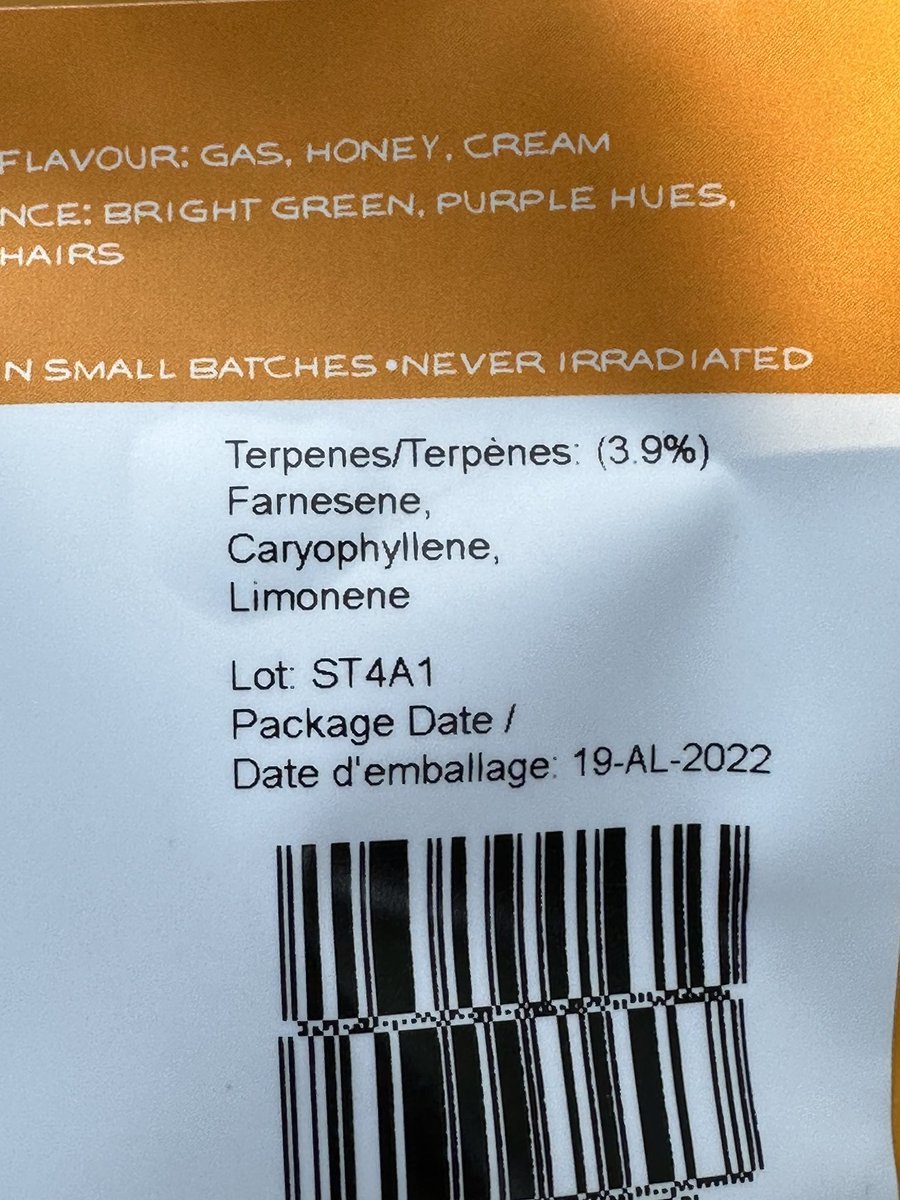 FLAVOUR: GAS, HONEY, CREAM
NCE: BRIGHT GREEN, PURPLE HUES,
HAIRS
N SMALL BATCHES•NEVER IRRADIATED
Terpenes/Terpènes: (3.9%)
Farnesene,
Caryophyllene,
Limonene
Lot: ST4A1
Package Date /
Date d'emballage: 19-AL-2022